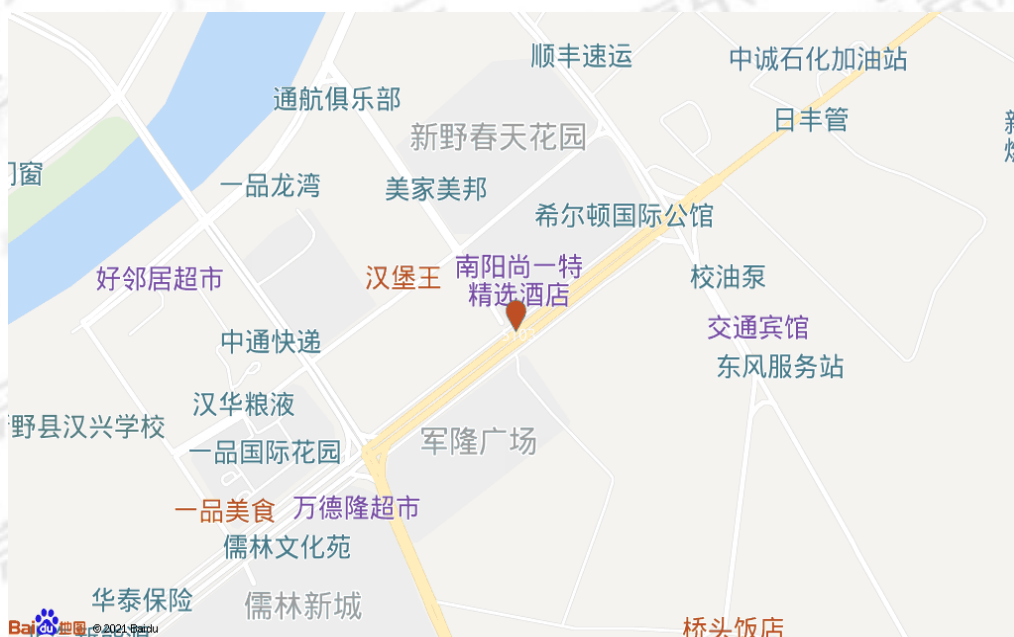 顺丰速运
中诚石化加油站
通航俱乐部
日丰管
新野春天花园
门窗
一品龙湾
美家美邦
希尔顿国际公馆
南阳尚一特
精选酒店
好邻居超市
汉堡王
校油泵
交通宾馆
中通快递
东风服务站
汉华粮液
野县汉兴学校
军隆广场
一品国际花园
一品美食
万德隆超市
儒林文化苑
华泰保险
儒林新城
桥头饭店
Bai du 地图 © 2021 Baidu